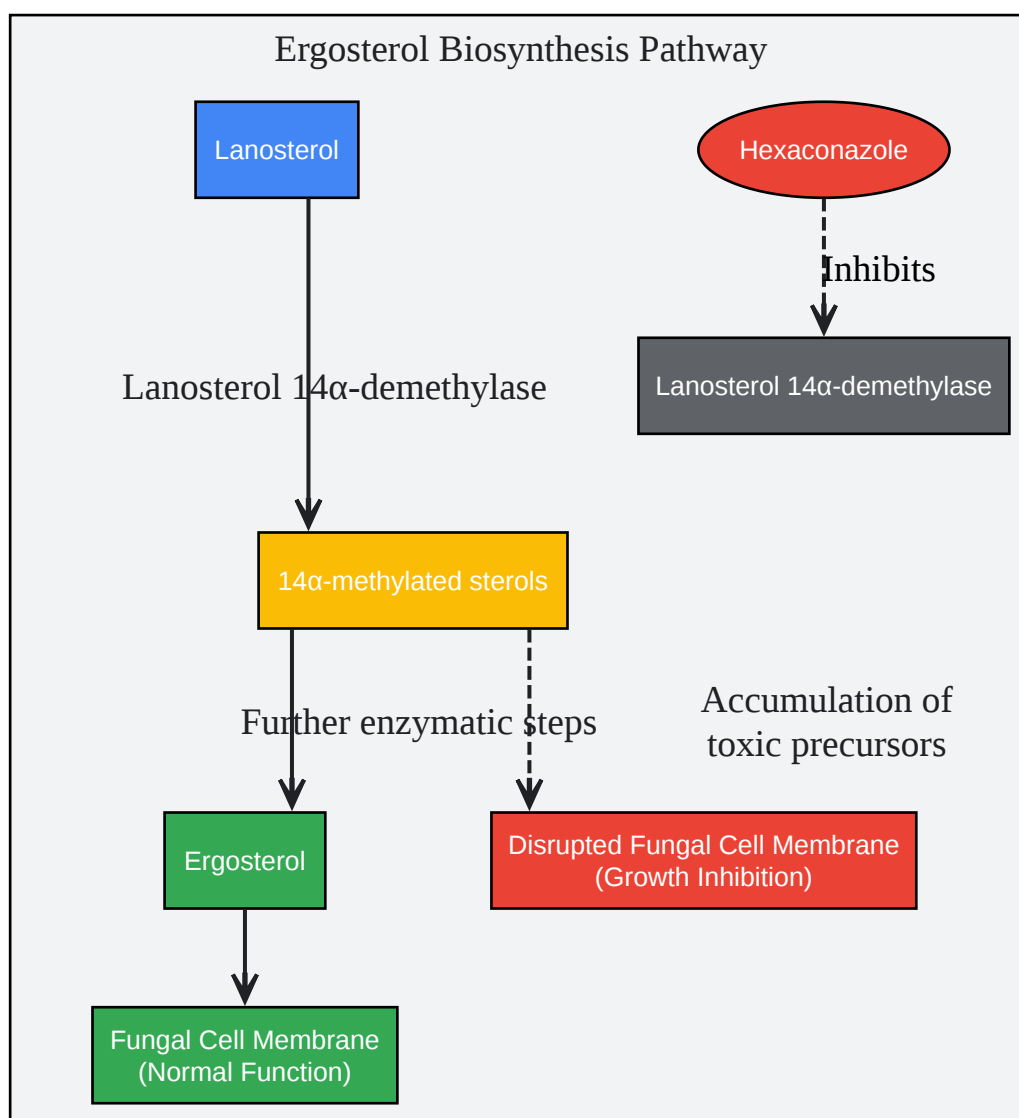 Ergosterol Biosynthesis Pathway
Lanosterol
Hexaconazole
Inhibits
Lanosterol 14α-demethylase
Lanosterol 14α-demethylase
14α-methylated sterols
Further enzymatic steps
Accumulation of
toxic precursors
Ergosterol
Disrupted Fungal Cell Membrane
(Growth Inhibition)
Fungal Cell Membrane
(Normal Function)